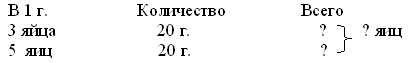 В 1 г. Количество Всего
3 яйца 20 г. ? ? яиц
5 яиц 20 г. ?